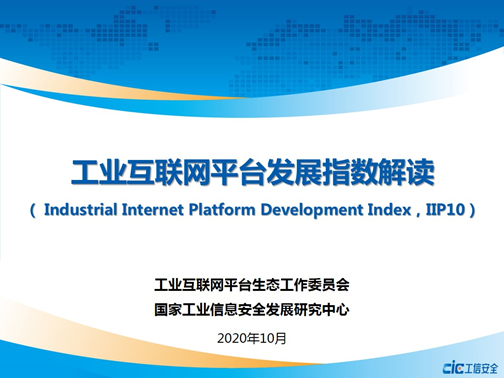 工业互联网平台发展指数解读
（ Industrial Internet Platform Development Index，IIP10）
工业互联网平台生态工作委员会
国家工业信息安全发展研究中心
2020年10月
CIC工信安全